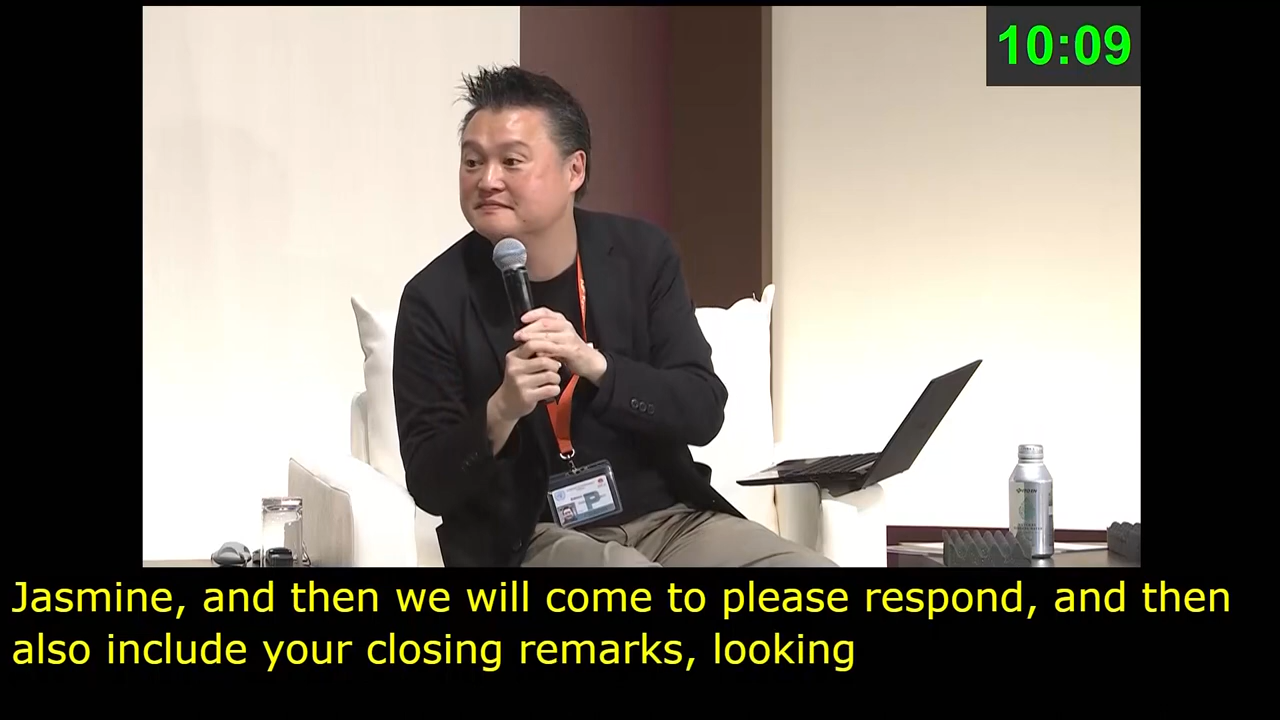 10:09
P
Jasmine, and then we will come to please respond, and then
also include your closing remarks, looking